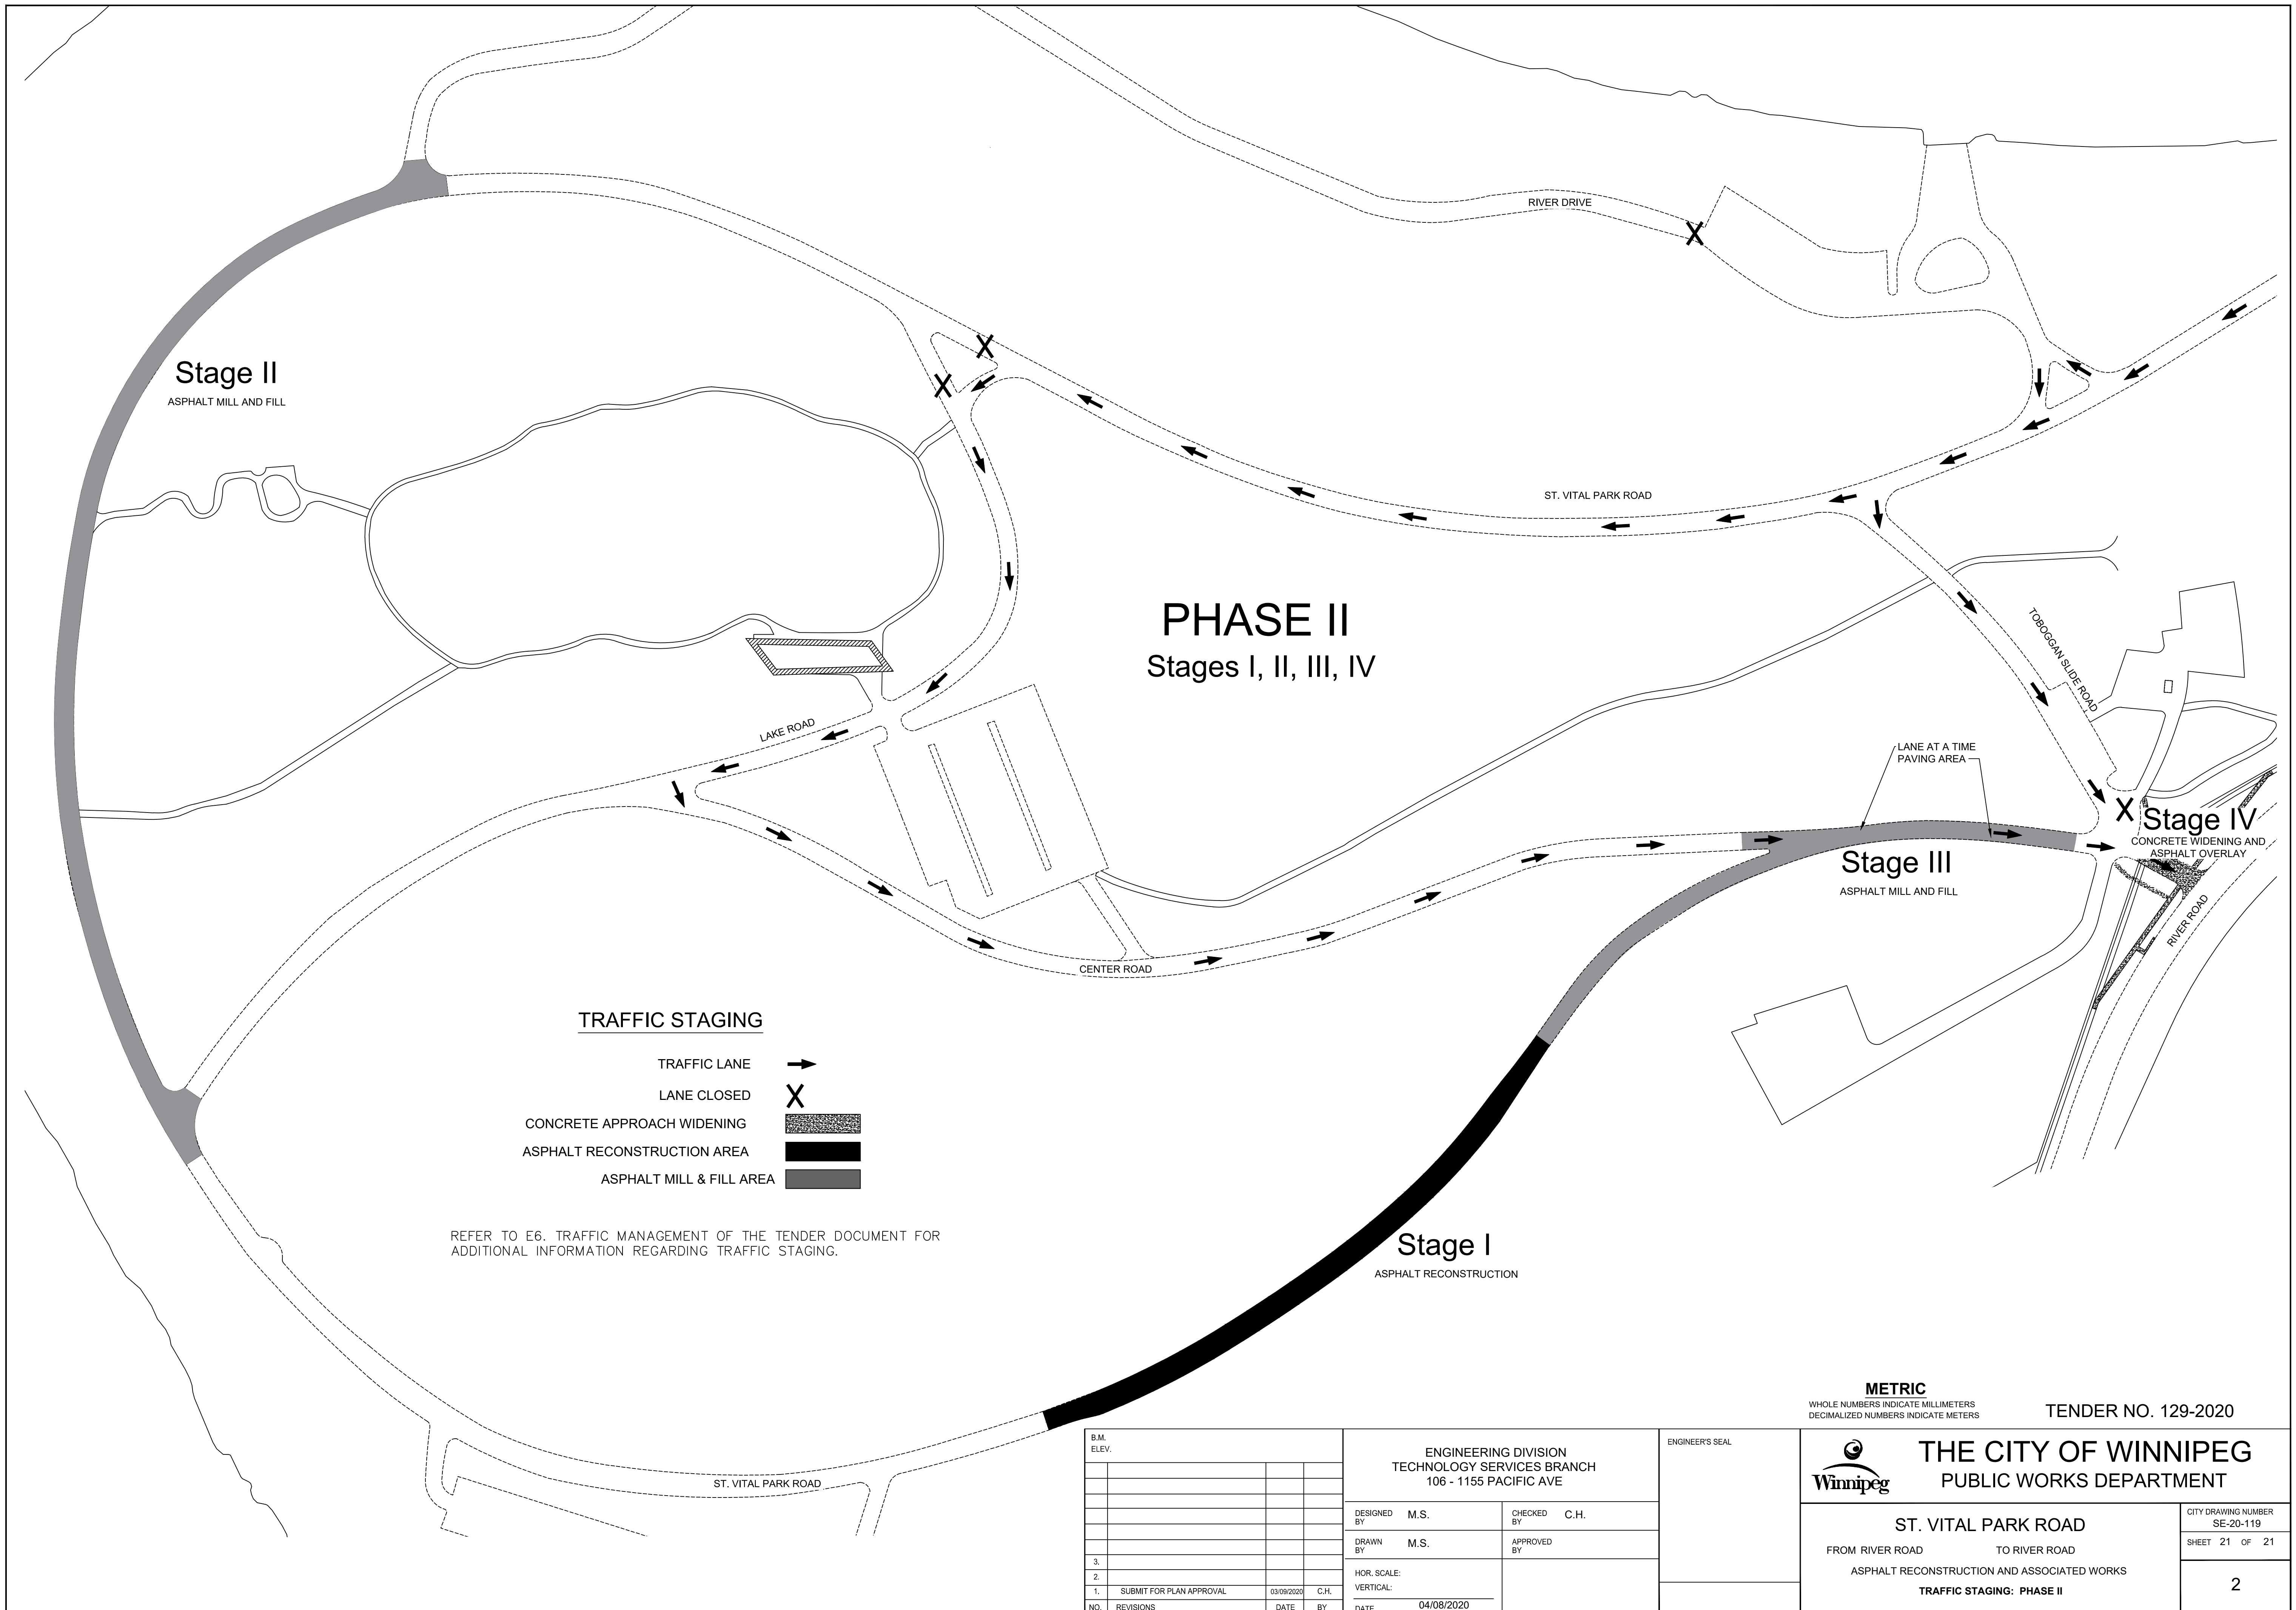 RIVER DRIVE
Stage II
ASPHALT MILL AND FILL
ST. VITAL PARK ROAD
PHASE II
Stages I, II, III, IV
TOBOGGAN SLIDE ROAD
LAKE ROAD
LANE AT A TIME
PAVING AREA
Stage IV
CONCRETE WIDENING AND
ASPHALT OVERLAY
Stage III
ASPHALT MILL AND FILL
RIVER ROAD
CENTER ROAD
TRAFFIC STAGING
TRAFFIC LANE
LANE CLOSED
X
CONCRETE APPROACH WIDENING
ASPHALT RECONSTRUCTION AREA
ASPHALT MILL & FILL AREA
REFER TO E6. TRAFFIC MANAGEMENT OF THE TENDER DOCUMENT FOR
ADDITIONAL INFORMATION REGARDING TRAFFIC STAGING.
Stage I
ASPHALT RECONSTRUCTION
ST. VITAL PARK ROAD
METRIC
WHOLE NUMBERS INDICATE MILLIMETERS
DECIMALIZED NUMBERS INDICATE METERS
TENDER NO. 129-2020
B.M.
ELEV.
3.
2.
1. SUBMIT FOR PLAN APPROVAL 03/09/2020 C.H.
NO. REVISIONS DATE BY
ENGINEERING DIVISION
TECHNOLOGY SERVICES BRANCH
106 - 1155 PACIFIC AVE
DESIGNED BY M.S.
CHECKED BY C.H.
DRAWN BY M.S.
APPROVED BY
HOR. SCALE:
VERTICAL:
DATE 04/08/2020
ENGINEER'S SEAL
Winnipeg
THE CITY OF WINNIPEG
PUBLIC WORKS DEPARTMENT
ST. VITAL PARK ROAD
FROM RIVER ROAD TO RIVER ROAD
ASPHALT RECONSTRUCTION AND ASSOCIATED WORKS
TRAFFIC STAGING: PHASE II
CITY DRAWING NUMBER
SE-20-119
SHEET 21 OF 21
2